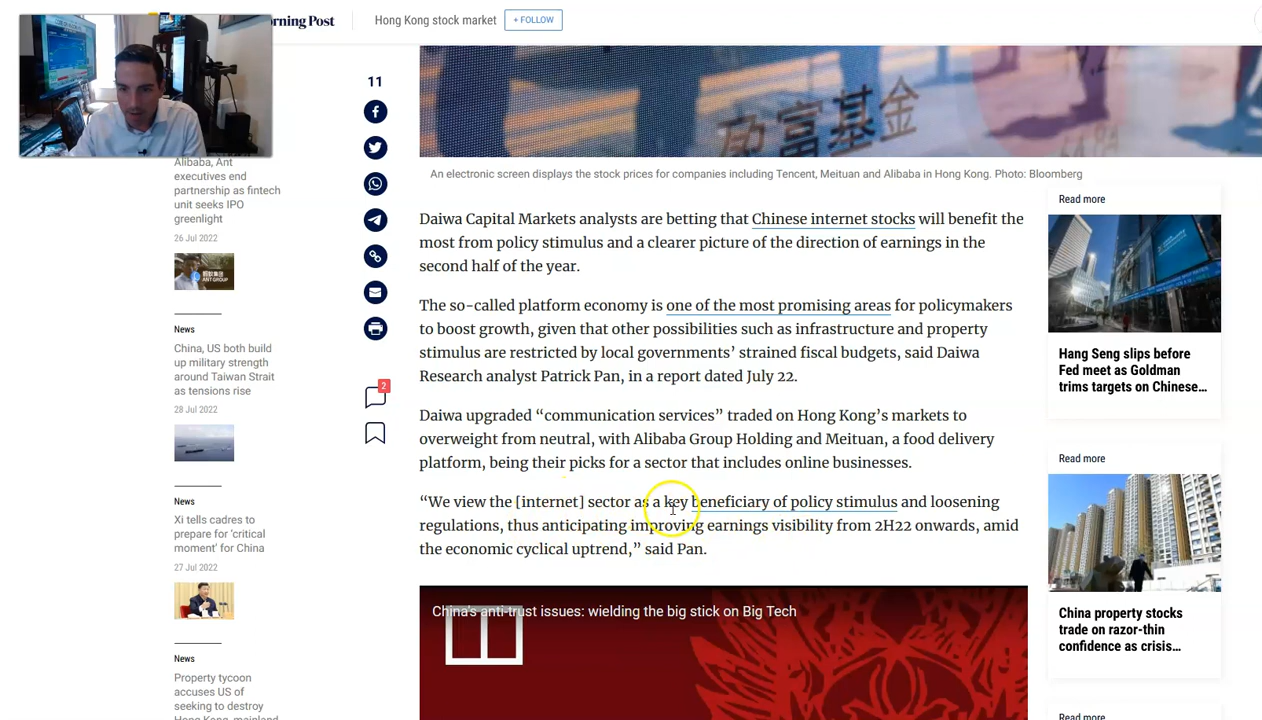 rning Post
Hong Kong stock market
+ FOLLOW
11
2
Alibaba, Ant
executives end
partnership as fintech
unit seeks IPO
greenlight
26 Jul 2022
News
China, US both build
up military strength
around Taiwan Strait
as tensions rise
28 Jul 2022
News
Xi tells cadres to
prepare for ‘critical
moment’ for China
27 Jul 2022
News
Property tycoon
accuses US of
seeking to destroy
Hong Kong, mainland
盈富基金
An electronic screen displays the stock prices for companies including Tencent, Meituan and Alibaba in Hong Kong. Photo: Bloomberg
Daiwa Capital Markets analysts are betting that Chinese internet stocks will benefit the
most from policy stimulus and a clearer picture of the direction of earnings in the
second half of the year.
The so-called platform economy is one of the most promising areas for policymakers
to boost growth, given that other possibilities such as infrastructure and property
stimulus are restricted by local governments’ strained fiscal budgets, said Daiwa
Research analyst Patrick Pan, in a report dated July 22.
Daiwa upgraded “communication services” traded on Hong Kong’s markets to
overweight from neutral, with Alibaba Group Holding and Meituan, a food delivery
platform, being their picks for a sector that includes online businesses.
“We view the [internet] sector as a key beneficiary of policy stimulus and loosening
regulations, thus anticipating improving earnings visibility from 2H22 onwards, amid
the economic cyclical uptrend,” said Pan.
China's anti-trust issues: wielding the big stick on Big Tech
Read more
Hang Seng slips before
Fed meet as Goldman
trims targets on Chinese...
Read more
China property stocks
trade on razor-thin
confidence as crisis...
Read more